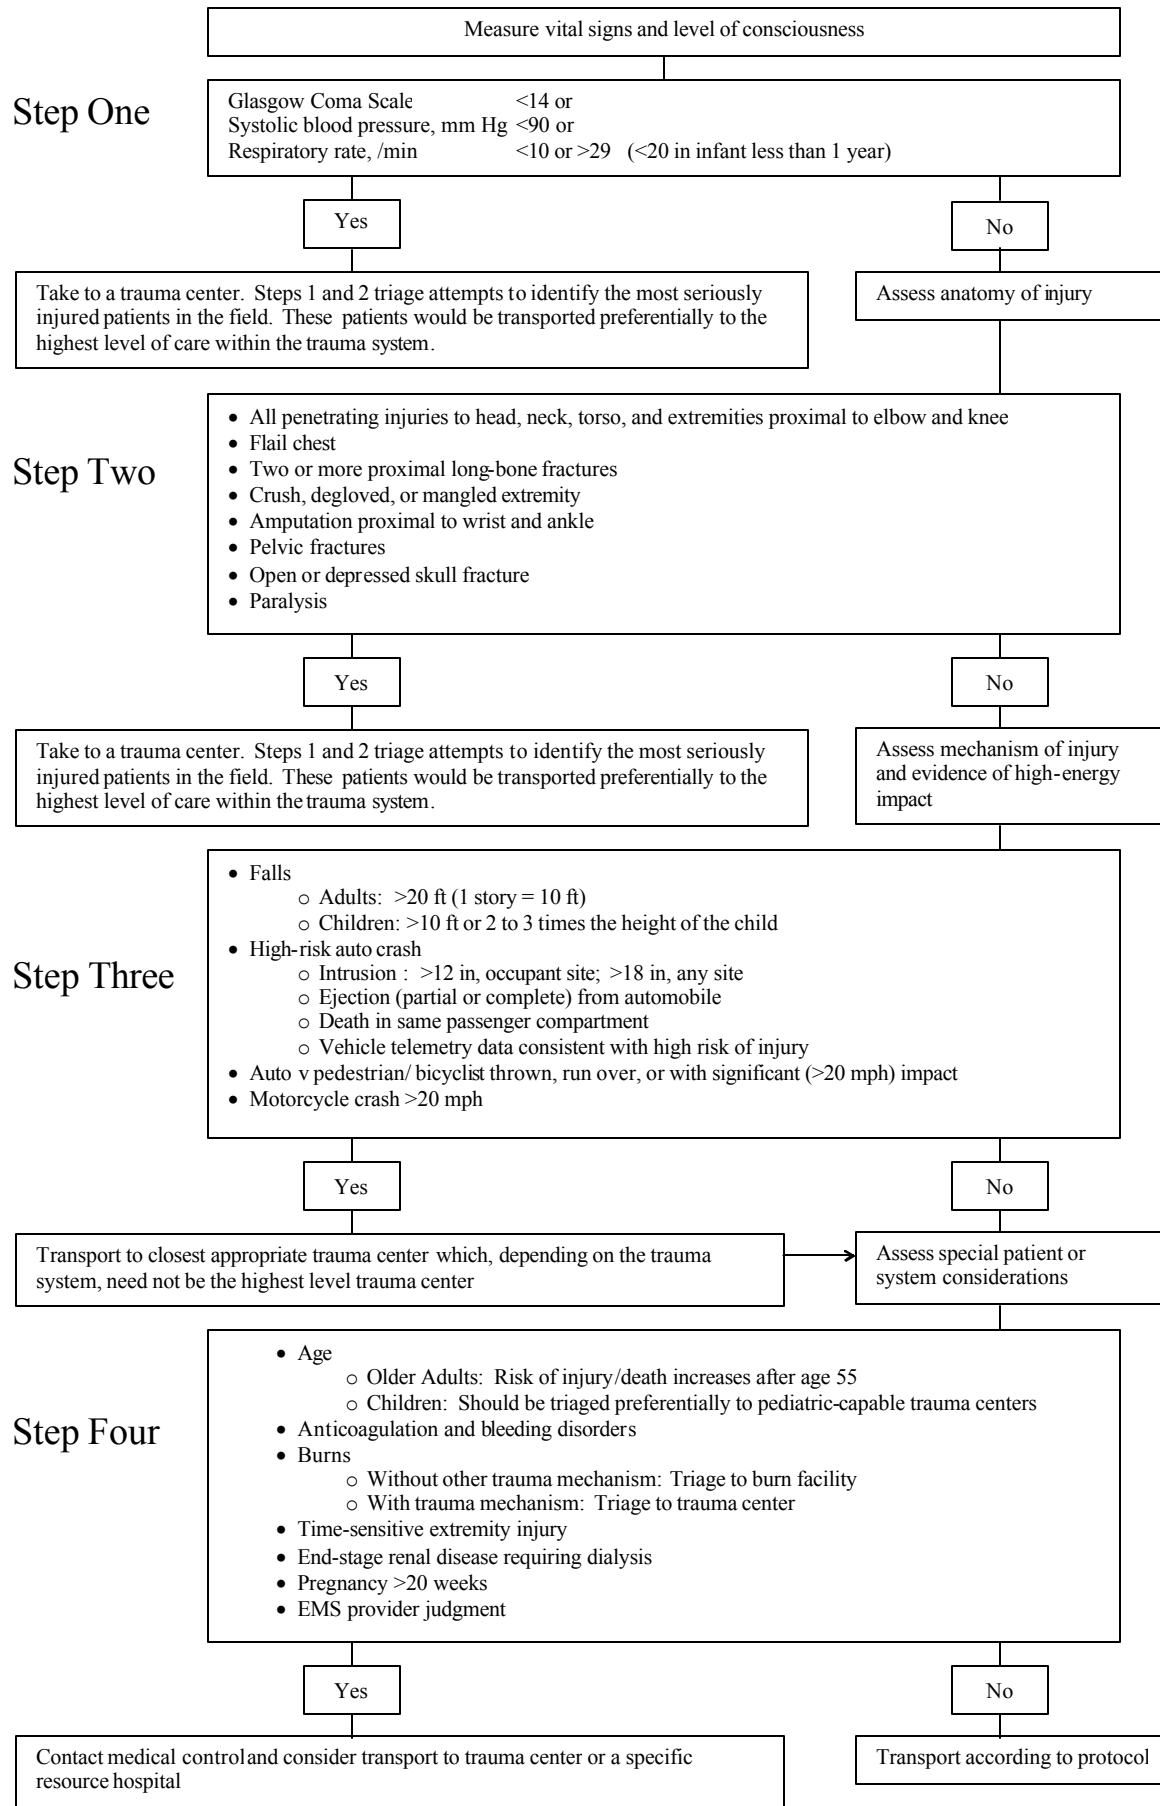 Measure vital signs and level of consciousness
Step One
Glasgow Coma Scale <14 or
Systolic blood pressure, mm Hg <90 or
Respiratory rate, /min <10 or >29 (<20 in infant less than 1 year)
Yes
No
Take to a trauma center. Steps 1 and 2 triage attempts to identify the most seriously
injured patients in the field. These patients would be transported preferentially to the
highest level of care within the trauma system.
Assess anatomy of injury
Step Two
• All penetrating injuries to head, neck, torso, and extremities proximal to elbow and knee
• Flail chest
• Two or more proximal long-bone fractures
• Crush, degloved, or mangled extremity
• Amputation proximal to wrist and ankle
• Pelvic fractures
• Open or depressed skull fracture
• Paralysis
Yes
No
Take to a trauma center. Steps 1 and 2 triage attempts to identify the most seriously
injured patients in the field. These patients would be transported preferentially to the
highest level of care within the trauma system.
Assess mechanism of injury
and evidence of high-energy
impact
Step Three
• Falls
o Adults: >20 ft (1 story = 10 ft)
o Children: >10 ft or 2 to 3 times the height of the child
• High-risk auto crash
o Intrusion : >12 in, occupant site; >18 in, any site
o Ejection (partial or complete) from automobile
o Death in same passenger compartment
o Vehicle telemetry data consistent with high risk of injury
• Auto v pedestrian/ bicyclist thrown, run over, or with significant (>20 mph) impact
• Motorcycle crash >20 mph
Yes
No
Transport to closest appropriate trauma center which, depending on the trauma
system, need not be the highest level trauma center
Assess special patient or
system considerations
Step Four
• Age
o Older Adults: Risk of injury/death increases after age 55
o Children: Should be triaged preferentially to pediatric-capable trauma centers
• Anticoagulation and bleeding disorders
• Burns
o Without other trauma mechanism: Triage to burn facility
o With trauma mechanism: Triage to trauma center
• Time-sensitive extremity injury
• End-stage renal disease requiring dialysis
• Pregnancy >20 weeks
• EMS provider judgment
Yes
No
Contact medical control and consider transport to trauma center or a specific
resource hospital
Transport according to protocol